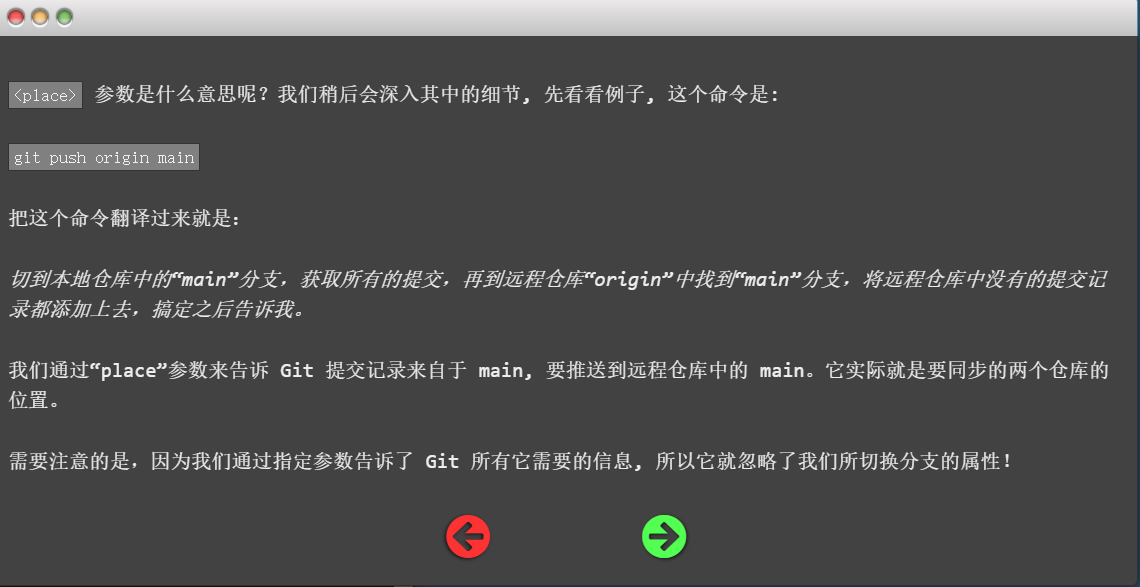 <place> 参数是什么意思呢？我们稍后会深入其中的细节, 先看看例子, 这个命令是:
git push origin main
把这个命令翻译过来就是：
切到本地仓库中的“main”分支，获取所有的提交，再到远程仓库“origin”中找到“main”分支，将远程仓库中没有的提交记
录都添加上去，搞定之后告诉我。
我们通过“place”参数来告诉 Git 提交记录来自于 main, 要推送到远程仓库中的 main。它实际就是要同步的两个仓库的
位置。
需要注意的是，因为我们通过指定参数告诉了 Git 所有它需要的信息, 所以它就忽略了我们所切换分支的属性！